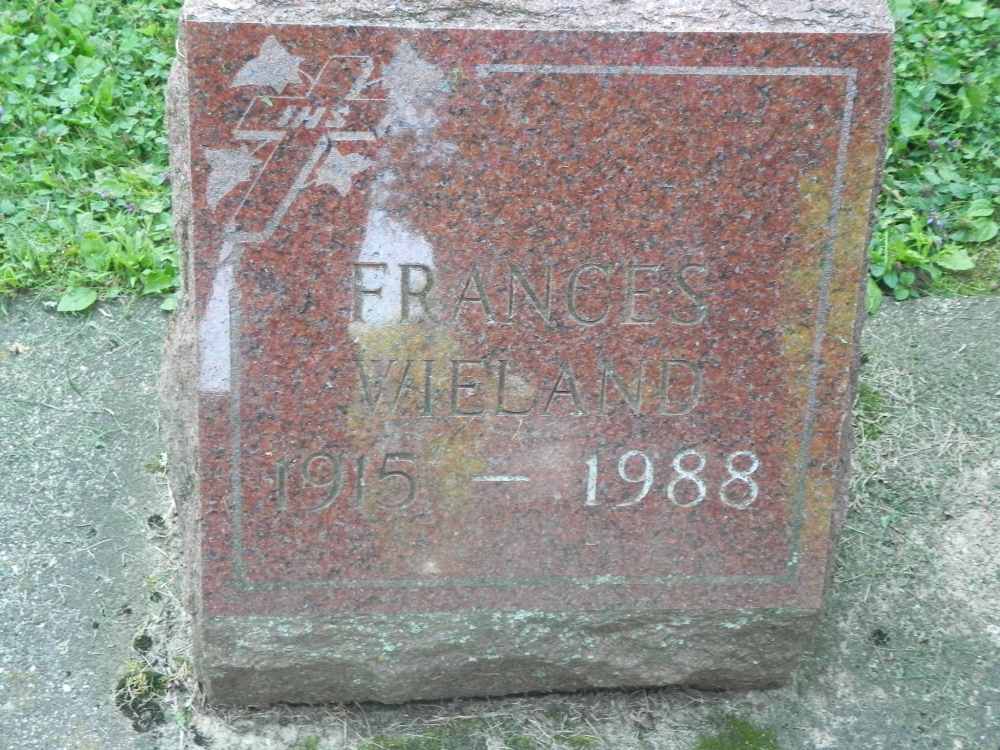 IHS
FRANCES
WIELAND
1915 – 1988